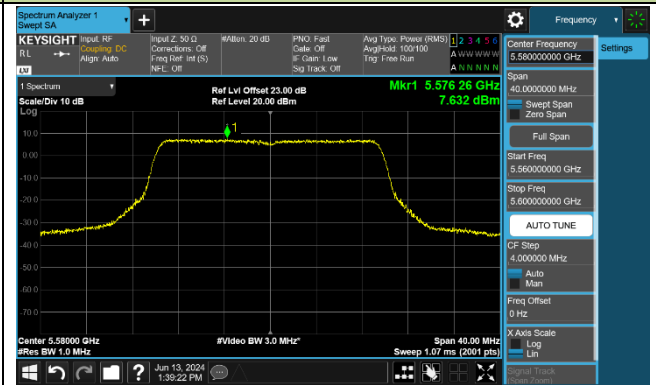 Spectrum Analyzer 1
Swept SA
Frequency
KEYSIGHT
RL
LXI
Input: RF
Coupling: DC
Align: Auto
Input Z: 50 Ω
Corrections: Off
Freq Ref: Int (S)
NFE: Off
#Atten: 20 dB
PNO: Fast
Gate: Off
IF Gain: Low
Sig Track: Off
Avg Type: Power (RMS)
Avg|Hold: 100/100
Trig: Free Run
1 2 3 4 5 6
A W W W W W
A N N N N N
Center Frequency
5.580000000 GHz
Settings
Span
40.0000000 MHz
Swept Span
Zero Span
Full Span
Start Freq
5.560000000 GHz
Stop Freq
5.600000000 GHz
AUTO TUNE
CF Step
4.000000 MHz
Auto
Man
Freq Offset
0 Hz
X Axis Scale
Log
Lin
Signal Track
(Span Zoom)
1 Spectrum
Scale/Div 10 dB
Log
Ref Lvl Offset 23.00 dB
Ref Level 20.00 dBm
Mkr1 5.576 26 GHz
7.632 dBm
1
10.0
0.00
-10.0
-20.0
-30.0
-40.0
-50.0
-60.0
-70.0
Center 5.58000 GHz
#Res BW 1.0 MHz
#Video BW 3.0 MHz*
Span 40.00 MHz
Sweep 1.07 ms (2001 pts)
?
Jun 13, 2024
1:39:22 PM